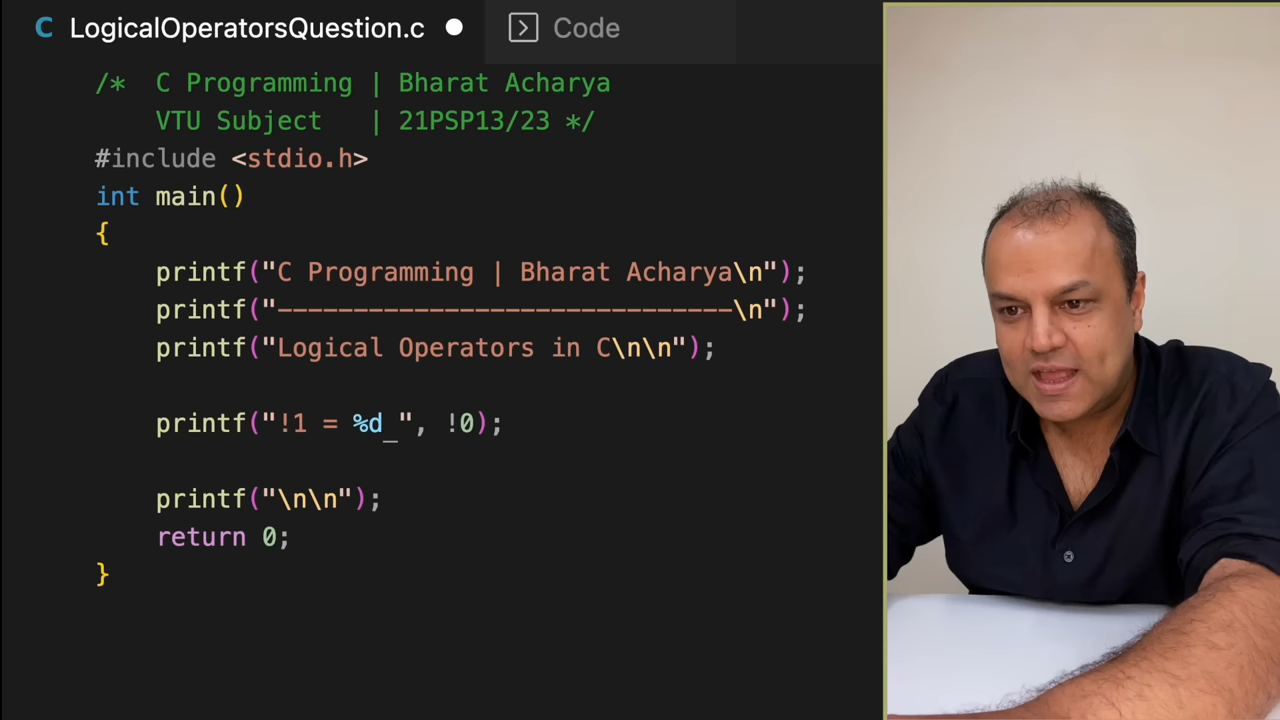 C LogicalOperatorsQuestion.c
Code
/* C Programming | Bharat Acharya
VTU Subject | 21PSP13/23 */
#include <stdio.h>
int main()
{
printf("C Programming | Bharat Acharya\n");
printf("------------------------------\n");
printf("Logical Operators in C\n\n");
printf("!1 = %d_", !0);
printf("\n\n");
return 0;
}